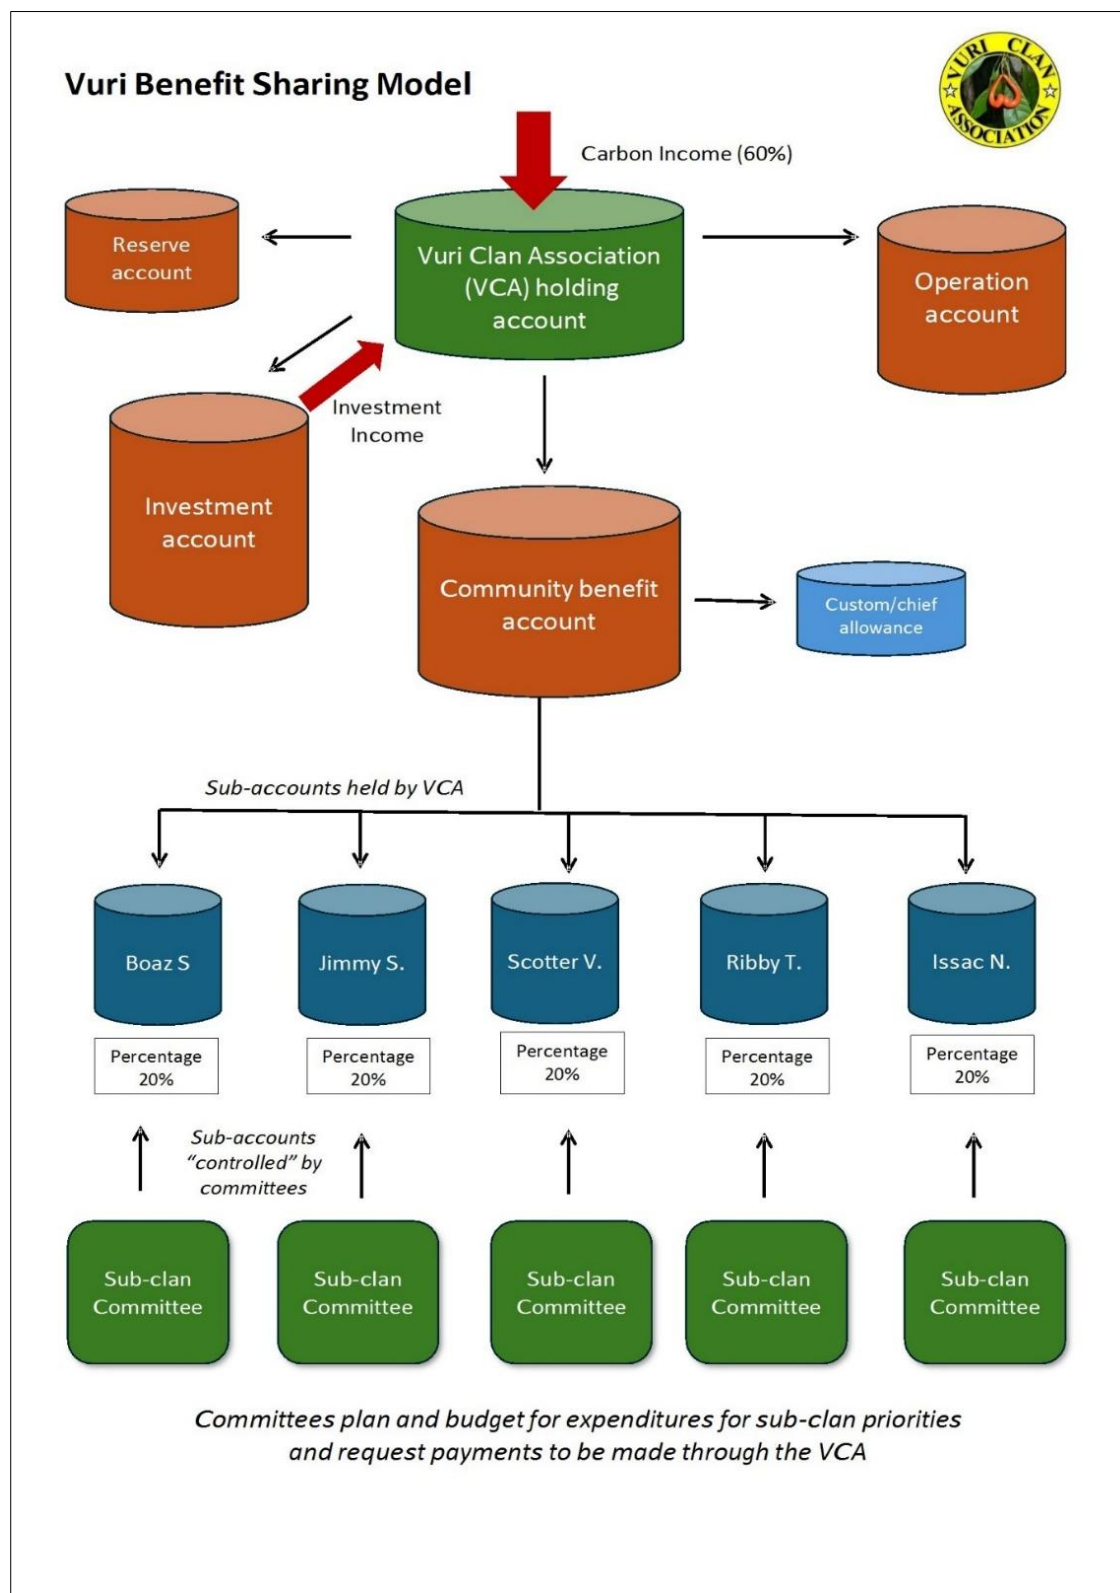 Vuri Benefit Sharing Model
VURI CLAN
ASSOCIATION
Carbon Income (60%)
Reserve
account
Vuri Clan Association
(VCA) holding
account
Operation
account
Investment
Income
Investment
account
Community benefit
account
Custom/chief
allowance
Sub-accounts held by VCA
Boaz S
Jimmy S.
Scotter V.
Ribby T.
Issac N.
Percentage
20%
Percentage
20%
Percentage
20%
Percentage
20%
Percentage
20%
Sub-accounts
“controlled” by
committees
Sub-clan
Committee
Sub-clan
Committee
Sub-clan
Committee
Sub-clan
Committee
Sub-clan
Committee
Committees plan and budget for expenditures for sub-clan priorities
and request payments to be made through the VCA